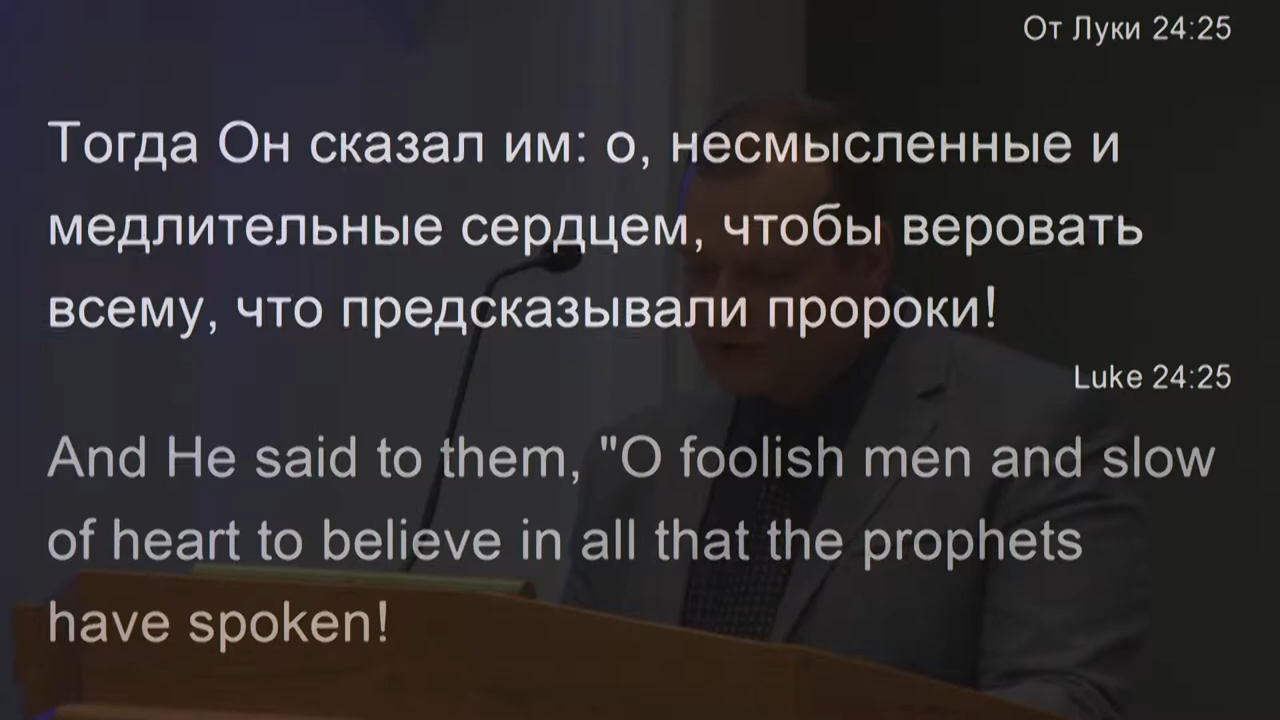 От Луки 24:25
Тогда Он сказал им: о, несмысленные и
медлительные сердцем, чтобы веровать
всему, что предсказывали пророки!
Luke 24:25
And He said to them, "O foolish men and slow
of heart to believe in all that the prophets
have spoken!